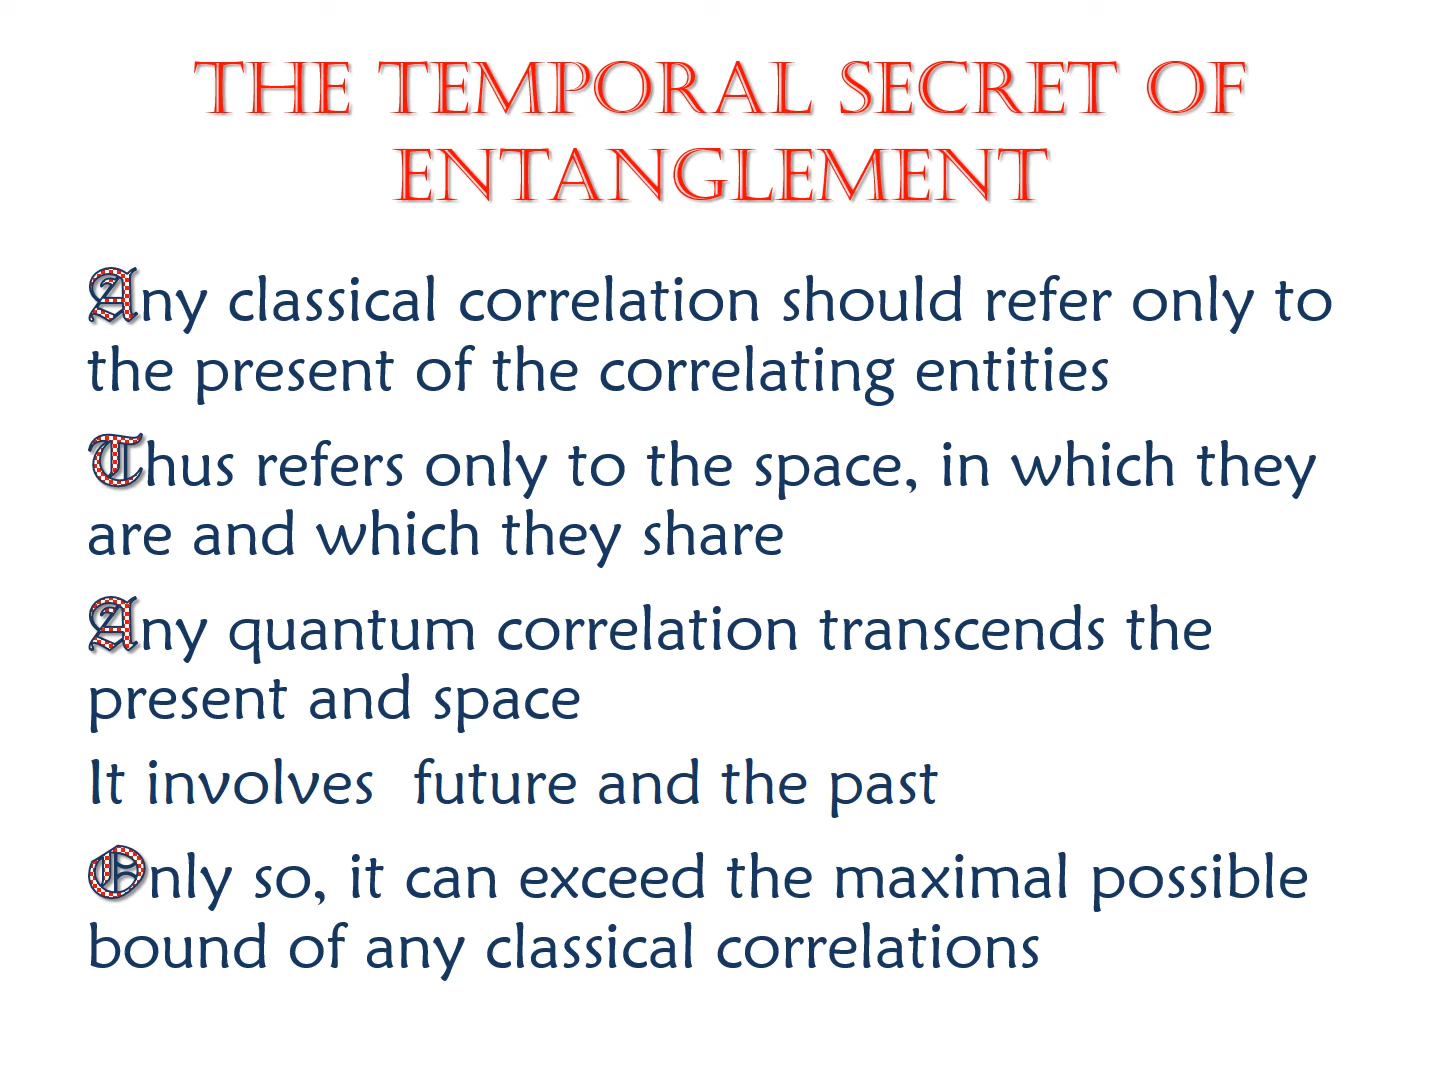 THE TEMPORAL SECRET OF
ENTANGLEMENT
Any classical correlation should refer only to
the present of the correlating entities
Thus refers only to the space, in which they
are and which they share
Any quantum correlation transcends the
present and space
It involves  future and the past
Only so, it can exceed the maximal possible
bound of any classical correlations